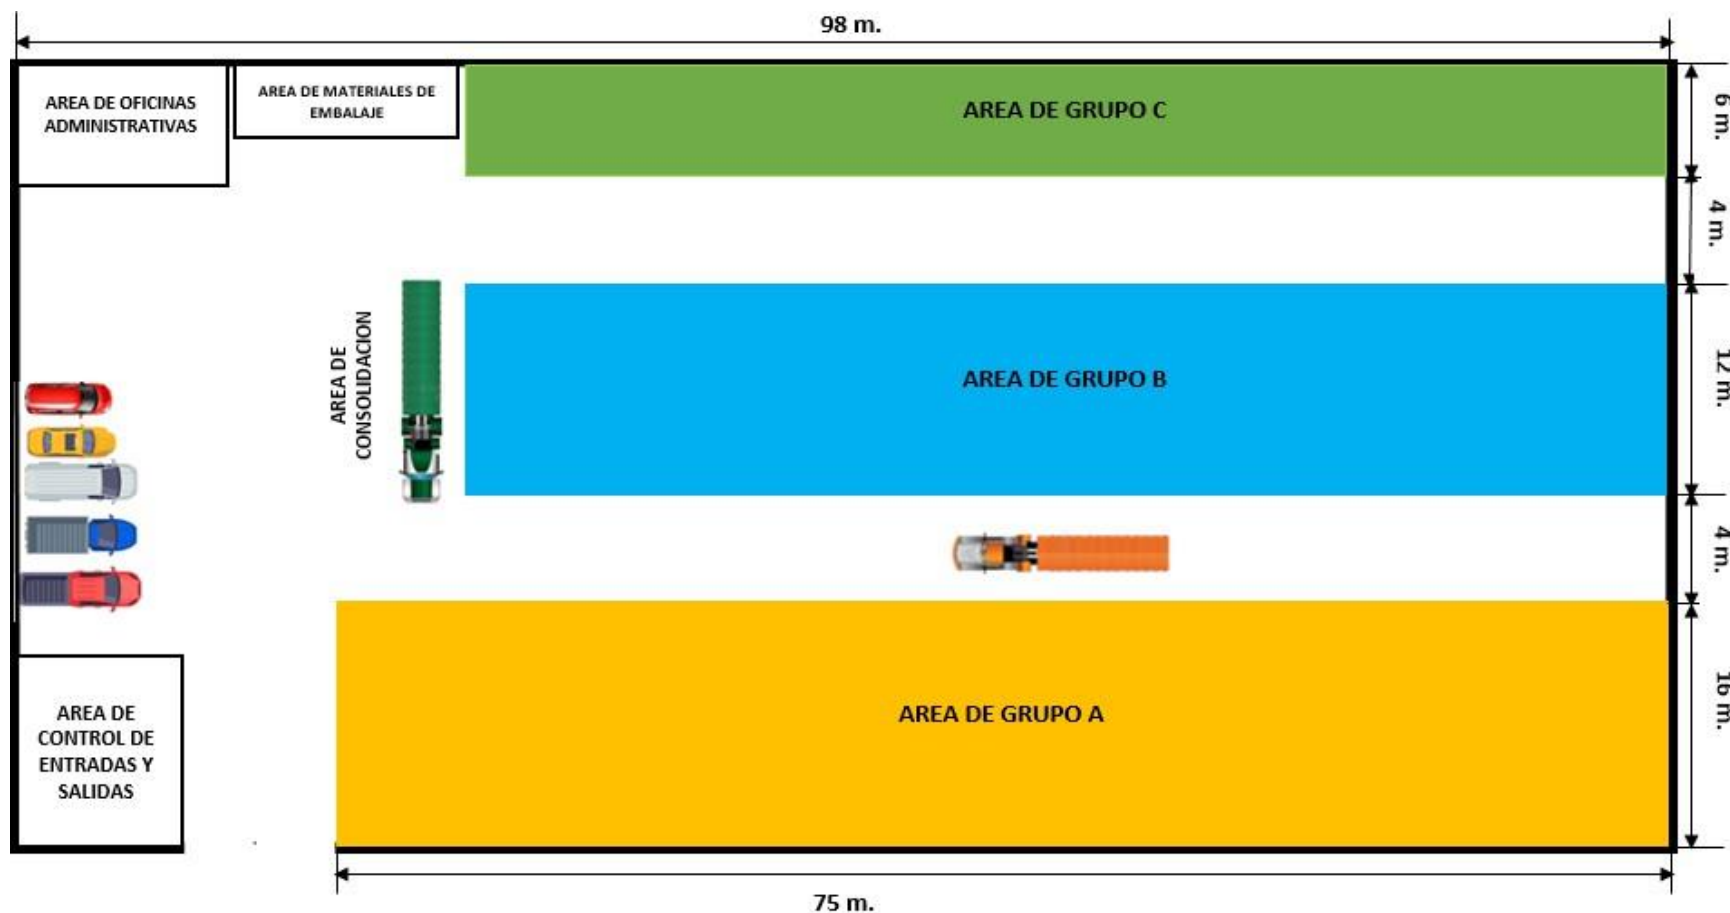 98 m.
AREA DE OFICINAS
ADMINISTRATIVAS
AREA DE MATERIALES DE
EMBALAJE
AREA DE GRUPO C
6 m.
4 m.
AREA DE
CONSOLIDACION
AREA DE GRUPO B
12 m.
4 m.
AREA DE
CONTROL DE
ENTRADAS Y
SALIDAS
AREA DE GRUPO A
16 m.
75 m.